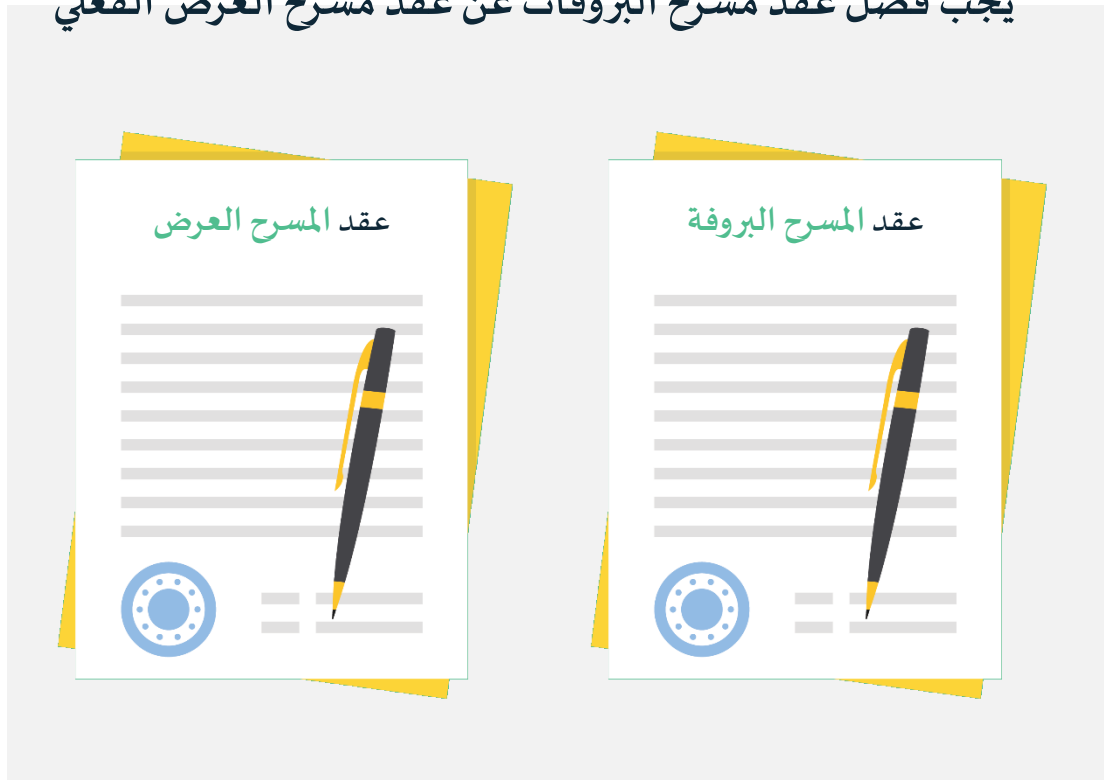 يجب فصل عقد مسرح البروفات عن عقد مسرح العرض الفعلي
عقد المسرح البروفة
عقد المسرح العرض